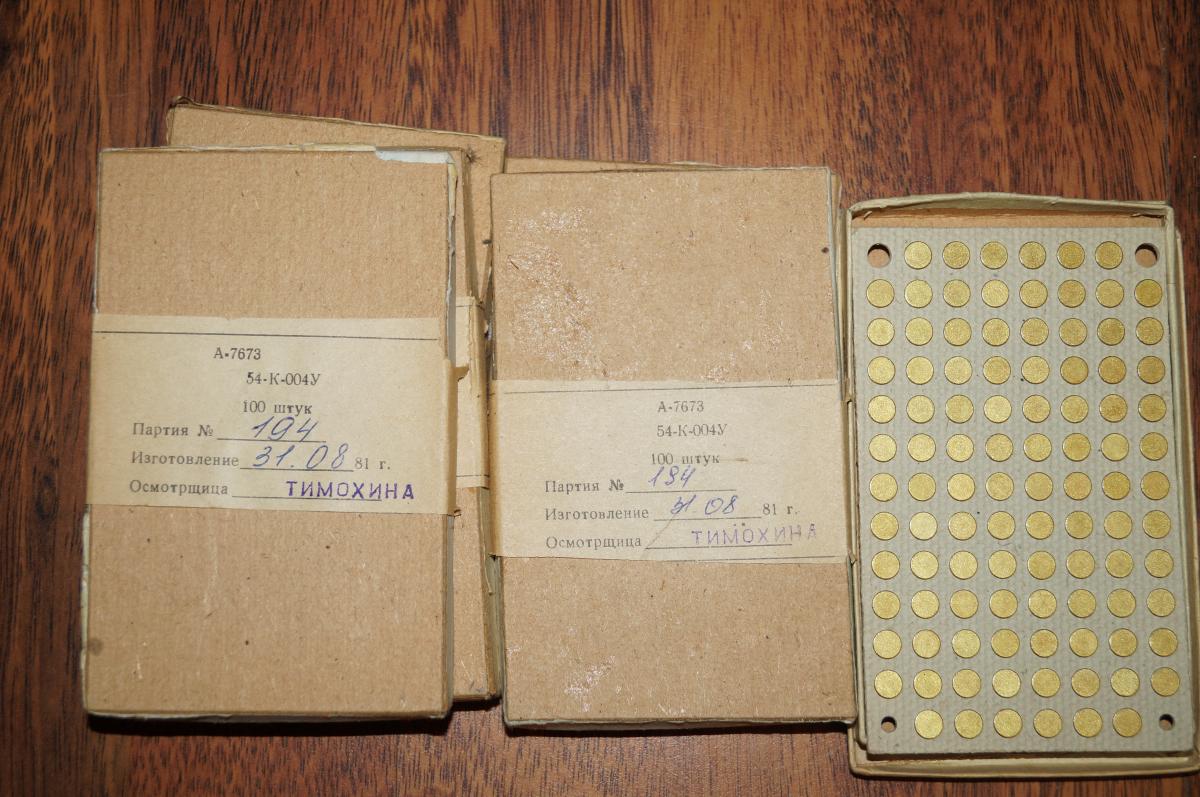 А-7673
54-К-004У
100 штук
Партия № 194
Изготовление 31.08 81 г.
Осмотрщица ТИМОХИНА
А-7673
54-К-004У
100 штук
Партия № 194
Изготовление 31.08 81 г.
Осмотрщица ТИМОХИНА